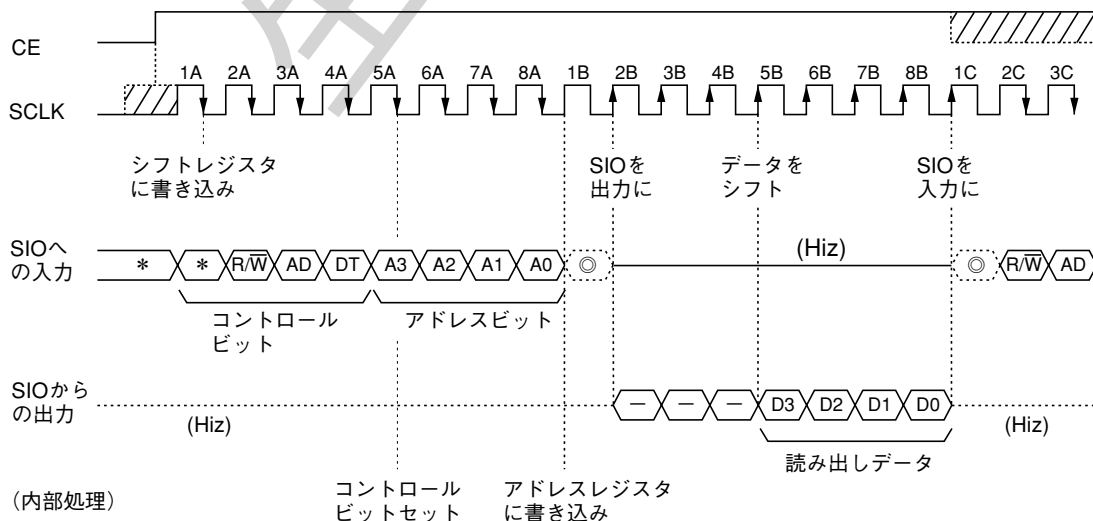 CE
1A 2A 3A 4A 5A 6A 7A 8A 1B 2B 3B 4B 5B 6B 7B 8B 1C 2C 3C
SCLK
シフトレジスタ
に書き込み
SIOを
出力に
データを
シフト
SIOを
入力に
SIOへ
の入力
* * R/W̅ AD DT A3 A2 A1 A0 ◎ (Hiz) ◎ R/W̅ AD
コントロール
ビット
アドレスビット
SIOから
の出力
(Hiz) — — — D3 D2 D1 D0 (Hiz)
読み出しデータ
(内部処理)
コントロール
ビットセット
アドレスレジスタ
に書き込み